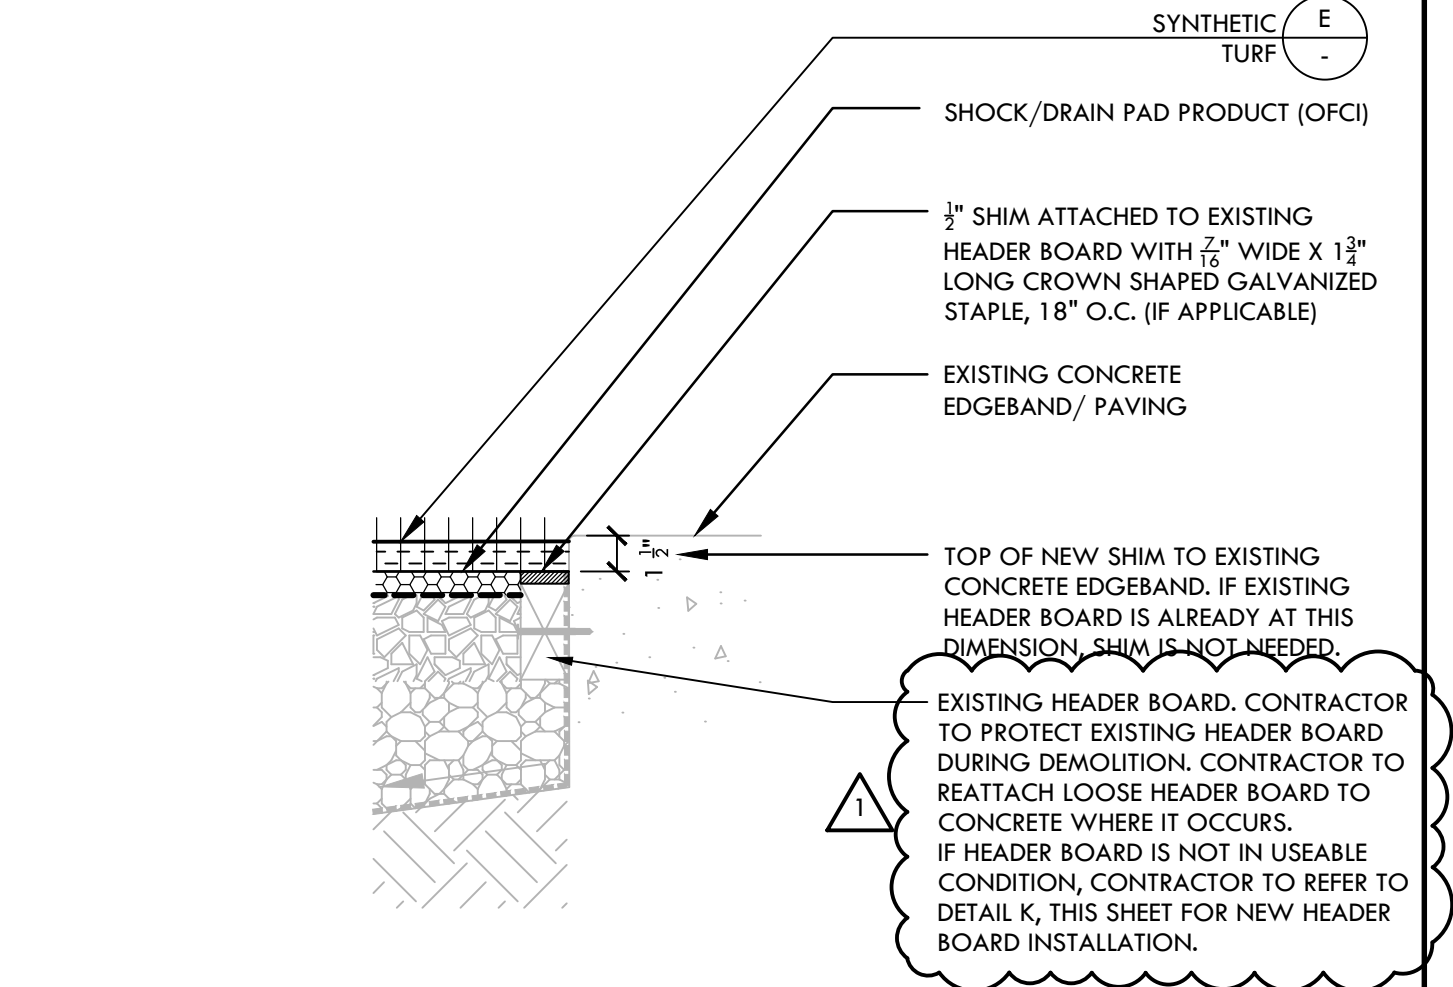 SYNTHETIC
TURF
E
-
SHOCK/DRAIN PAD PRODUCT (OFCI)
½" SHIM ATTACHED TO EXISTING
HEADER BOARD WITH 7/16" WIDE X 1¾"
LONG CROWN SHAPED GALVANIZED
STAPLE, 18" O.C. (IF APPLICABLE)
EXISTING CONCRETE
EDGEBAND/ PAVING
1½"
TOP OF NEW SHIM TO EXISTING
CONCRETE EDGEBAND. IF EXISTING
HEADER BOARD IS ALREADY AT THIS
DIMENSION, SHIM IS NOT NEEDED.
EXISTING HEADER BOARD. CONTRACTOR
TO PROTECT EXISTING HEADER BOARD
DURING DEMOLITION. CONTRACTOR TO
REATTACH LOOSE HEADER BOARD TO
CONCRETE WHERE IT OCCURS.
IF HEADER BOARD IS NOT IN USEABLE
CONDITION, CONTRACTOR TO REFER TO
DETAIL K, THIS SHEET FOR NEW HEADER
BOARD INSTALLATION.
1